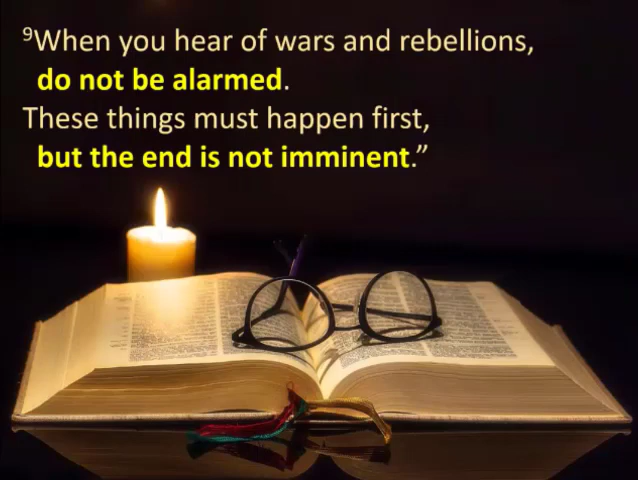 ⁹When you hear of wars and rebellions,
do not be alarmed.
These things must happen first,
but the end is not imminent.”